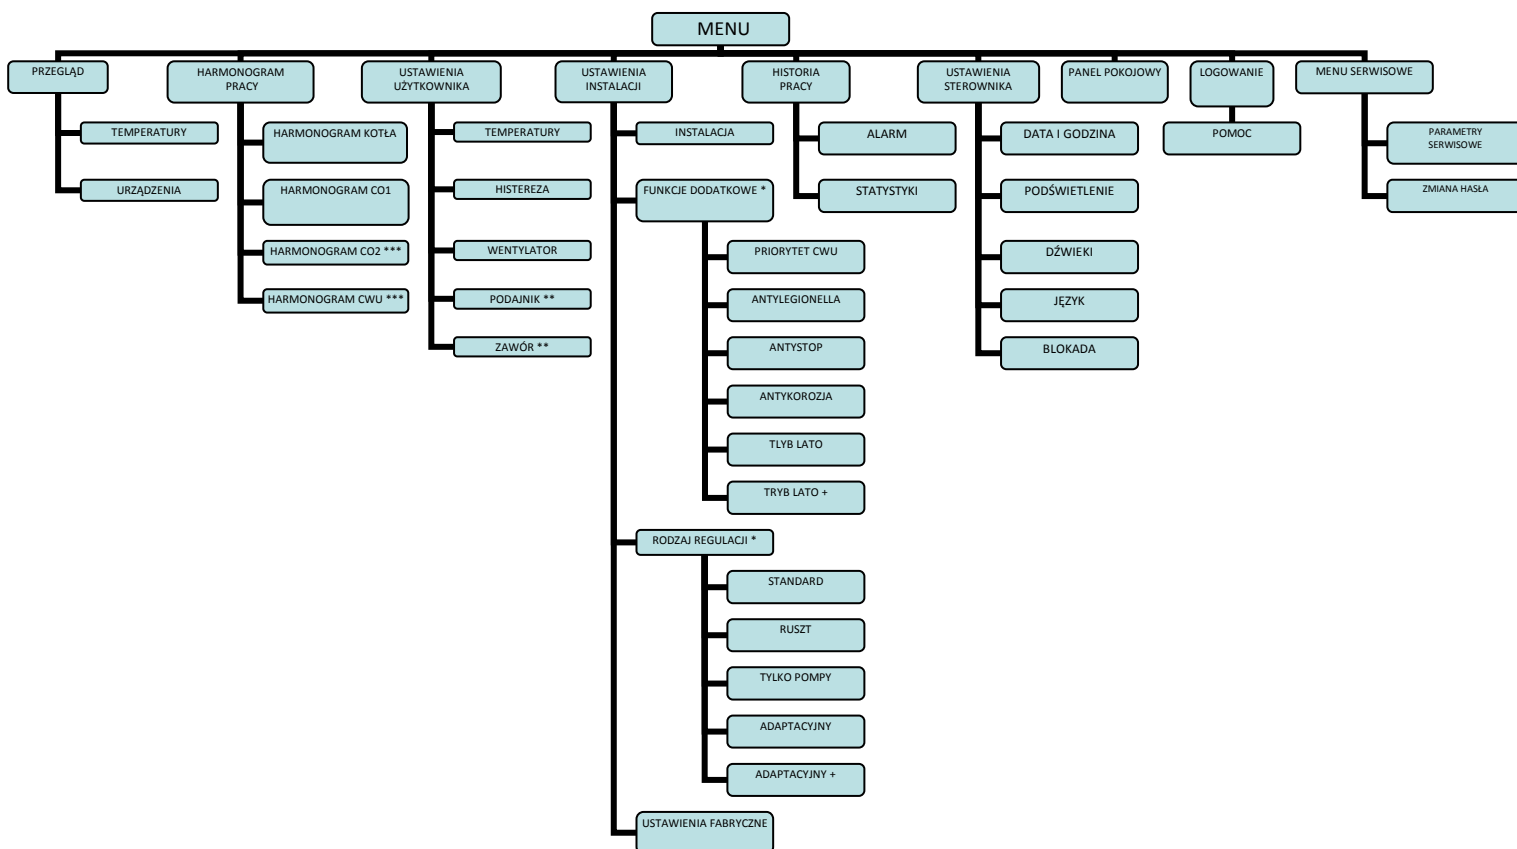 MENU
PRZEGLĄD
TEMPERATURY
URZĄDZENIA
HARMONOGRAM
PRACY
HARMONOGRAM KOTŁA
HARMONOGRAM CO1
HARMONOGRAM CO2 ***
HARMONOGRAM CWU ***
USTAWIENIA
UŻYTKOWNIKA
TEMPERATURY
HISTEREZA
WENTYLATOR
PODAJNIK **
ZAWÓR **
USTAWIENIA
INSTALACJI
INSTALACJA
FUNKCJE DODATKOWE *
PRIORYTET CWU
ANTYLEGIONELLA
ANTYSTOP
ANTYKOROZJA
TLYB LATO
TRYB LATO +
RODZAJ REGULACJI *
STANDARD
RUSZT
TYLKO POMPY
ADAPTACYJNY
ADAPTACYJNY +
USTAWIENIA FABRYCZNE
HISTORIA
PRACY
ALARM
STATYSTYKI
USTAWIENIA
STEROWNIKA
DATA I GODZINA
PODŚWIETLENIE
DŹWIEKI
JĘZYK
BLOKADA
PANEL POKOJOWY
LOGOWANIE
POMOC
MENU SERWISOWE
PARAMETRY
SERWISOWE
ZMIANA HASŁA